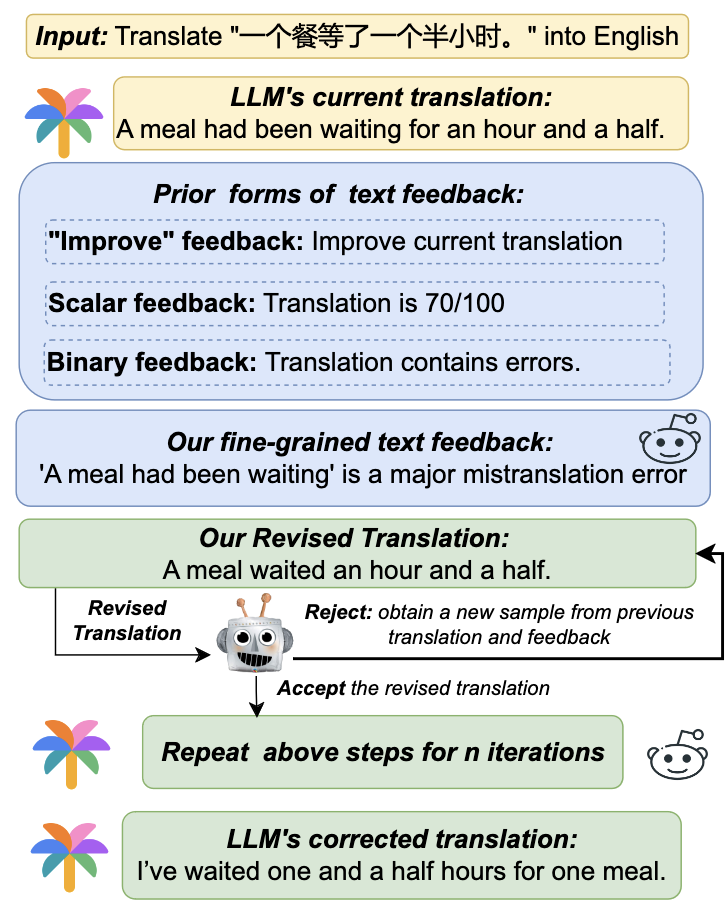 Input: Translate "一个餐等了一个半小时。" into English
LLM's current translation:
A meal had been waiting for an hour and a half.
Prior forms of text feedback:
"Improve" feedback: Improve current translation
Scalar feedback: Translation is 70/100
Binary feedback: Translation contains errors.
Our fine-grained text feedback:
'A meal had been waiting' is a major mistranslation error
Our Revised Translation:
A meal waited an hour and a half.
Revised
Translation
Reject: obtain a new sample from previous
translation and feedback
Accept the revised translation
Repeat above steps for n iterations
LLM's corrected translation:
I’ve waited one and a half hours for one meal.